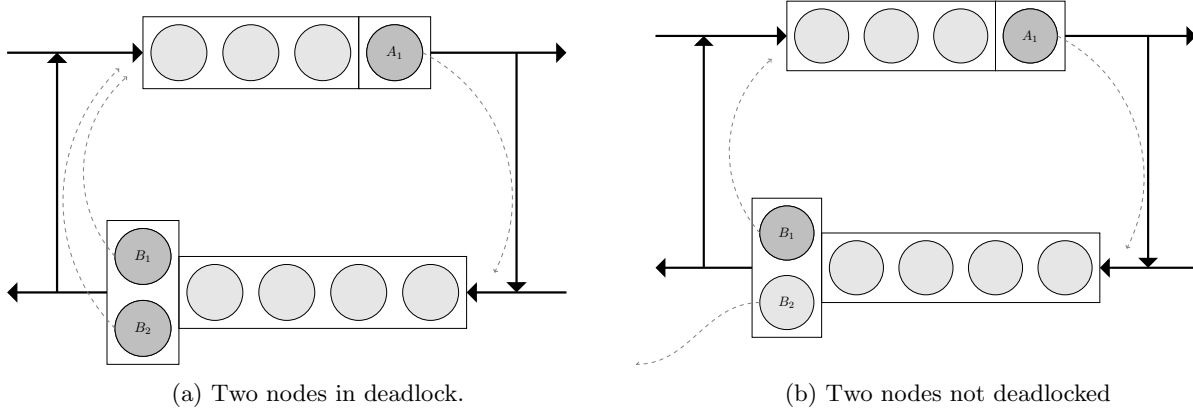 A₁
B₁
B₂
(a) Two nodes in deadlock.
A₁
B₁
B₂
(b) Two nodes not deadlocked